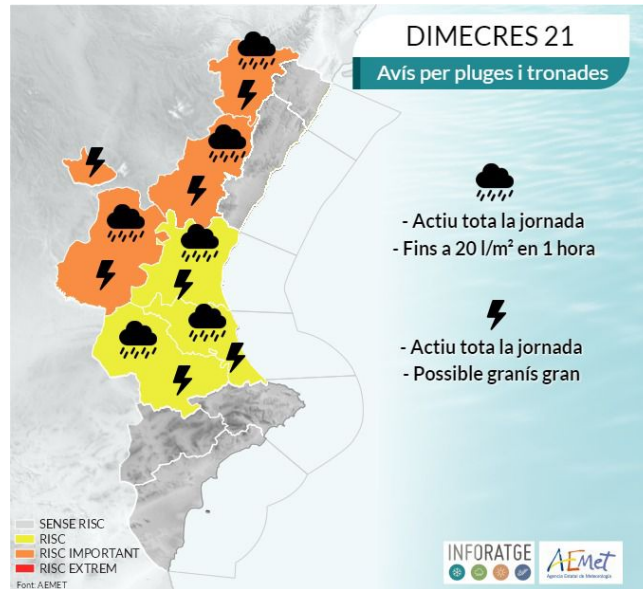 DIMECRES 21
Avís per pluges i tronades
- Actiu tota la jornada
- Fins a 20 l/m² en 1 hora
- Actiu tota la jornada
- Possible granís gran
SENSE RISC
RISC
RISC IMPORTANT
RISC EXTREM
Font: AEMET
INFORATGE
AEMet
Agencia Estatal de Meteorología